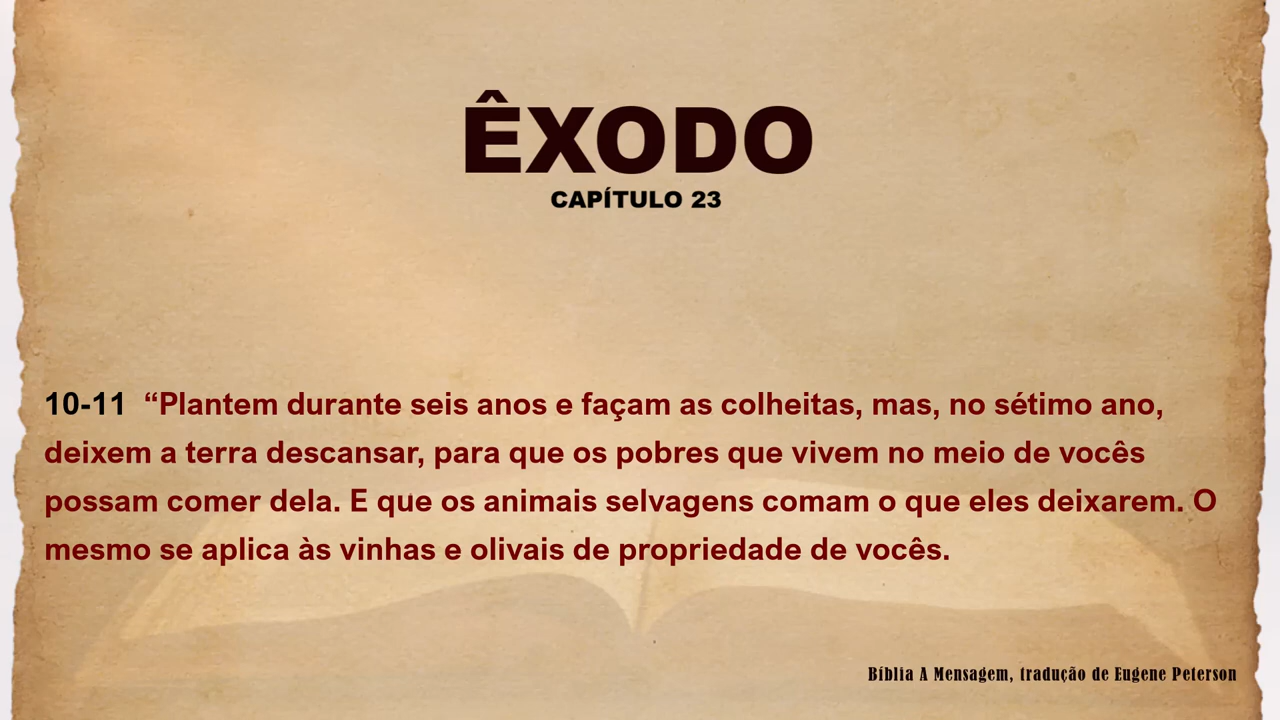 ÊXODO
CAPÍTULO 23
10-11 “Plantem durante seis anos e façam as colheitas, mas, no sétimo ano,
deixem a terra descansar, para que os pobres que vivem no meio de vocês
possam comer dela. E que os animais selvagens comam o que eles deixarem. O
mesmo se aplica às vinhas e olivais de propriedade de vocês.
Bíblia A Mensagem, tradução de Eugene Peterson